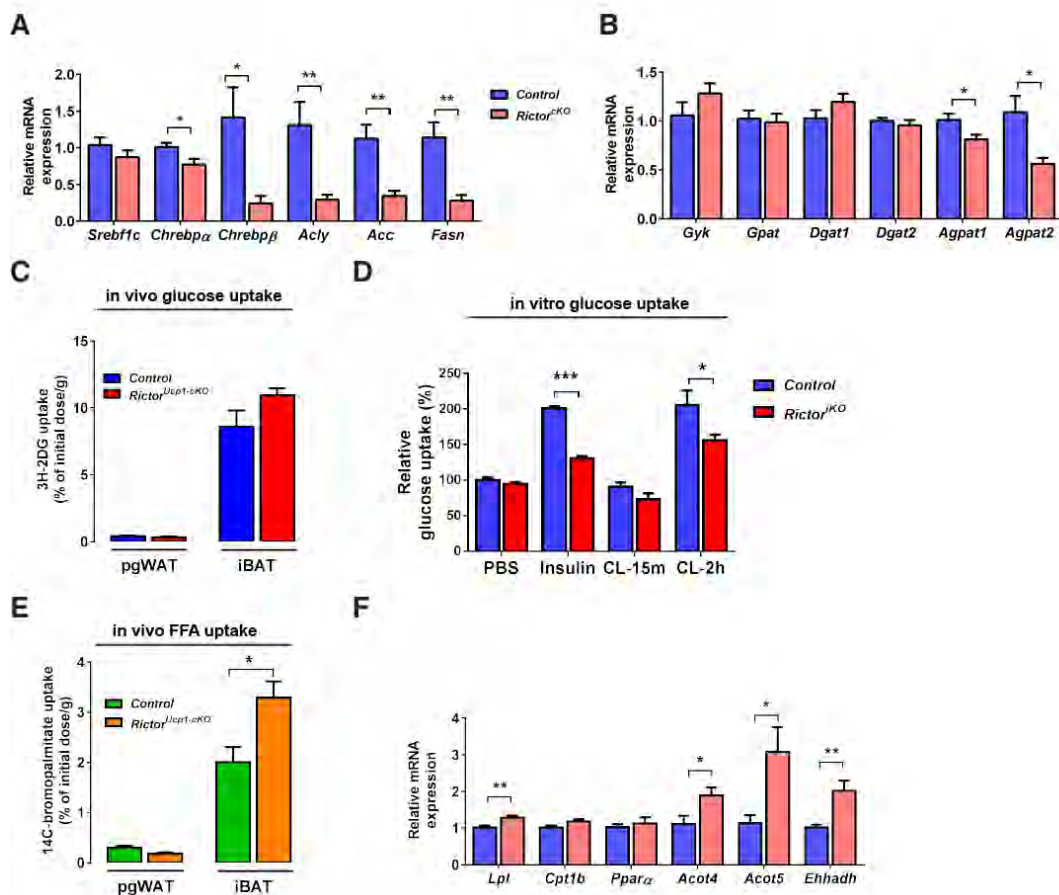 A
Relative mRNA
expression
2.0
1.5
1.0
0.5
0.0
*
*
**
**
**
Srebf1c Chrebpα Chrebpβ Acly Acc Fasn
Control
Rictor^cKO
B
Relative mRNA
expression
1.5
1.0
0.5
0.0
*
*
Gyk Gpat Dgat1 Dgat2 Agpat1 Agpat2
C
in vivo glucose uptake
3H-2DG uptake
(% of initial dose/g)
15
10
5
0
Control
Rictor^Ucp1-cKO
pgWAT iBAT
D
in vitro glucose uptake
Relative
glucose uptake (%)
250
200
150
100
50
0
***
*
Control
Rictor^iKO
PBS Insulin CL-15m CL-2h
E
in vivo FFA uptake
14C-bromopalmitate uptake
(% of initial dose/g)
4
3
2
1
0
*
Control
Rictor^Ucp1-cKO
pgWAT iBAT
F
Relative mRNA
expression
4
3
2
1
0
**
*
*
**
Lpl Cpt1b Pparα Acot4 Acot5 Ehhadh